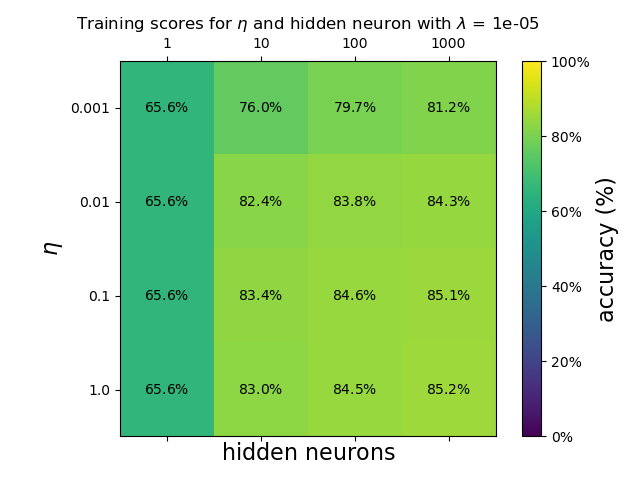 Training scores for η and hidden neuron with λ = 1e-05
1 10 100 1000
0.001 65.6% 76.0% 79.7% 81.2%
0.01 65.6% 82.4% 83.8% 84.3%
0.1 65.6% 83.4% 84.6% 85.1%
1.0 65.6% 83.0% 84.5% 85.2%
η
hidden neurons
100%
80%
60%
40%
20%
0%
accuracy (%)